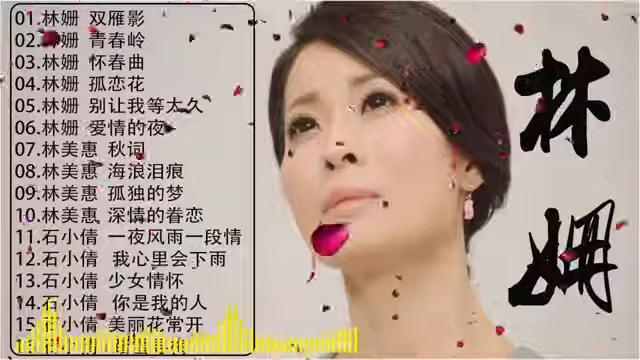 01.林姗 双雁影
02.林姗 青春岭
03.林姗 怀春曲
04.林姗 孤恋花
05.林姗 别让我等太久
06.林姗 爱情的夜
07.林美惠 秋词
08.林美惠 海浪泪痕
09.林美惠 孤独的梦
10.林美惠 深情的眷恋
11.石小倩 一夜风雨一段情
12.石小倩 我心里会下雨
13.石小倩 少女情怀
14.石小倩 你是我的人
15.石小倩 美丽花常开
林姗